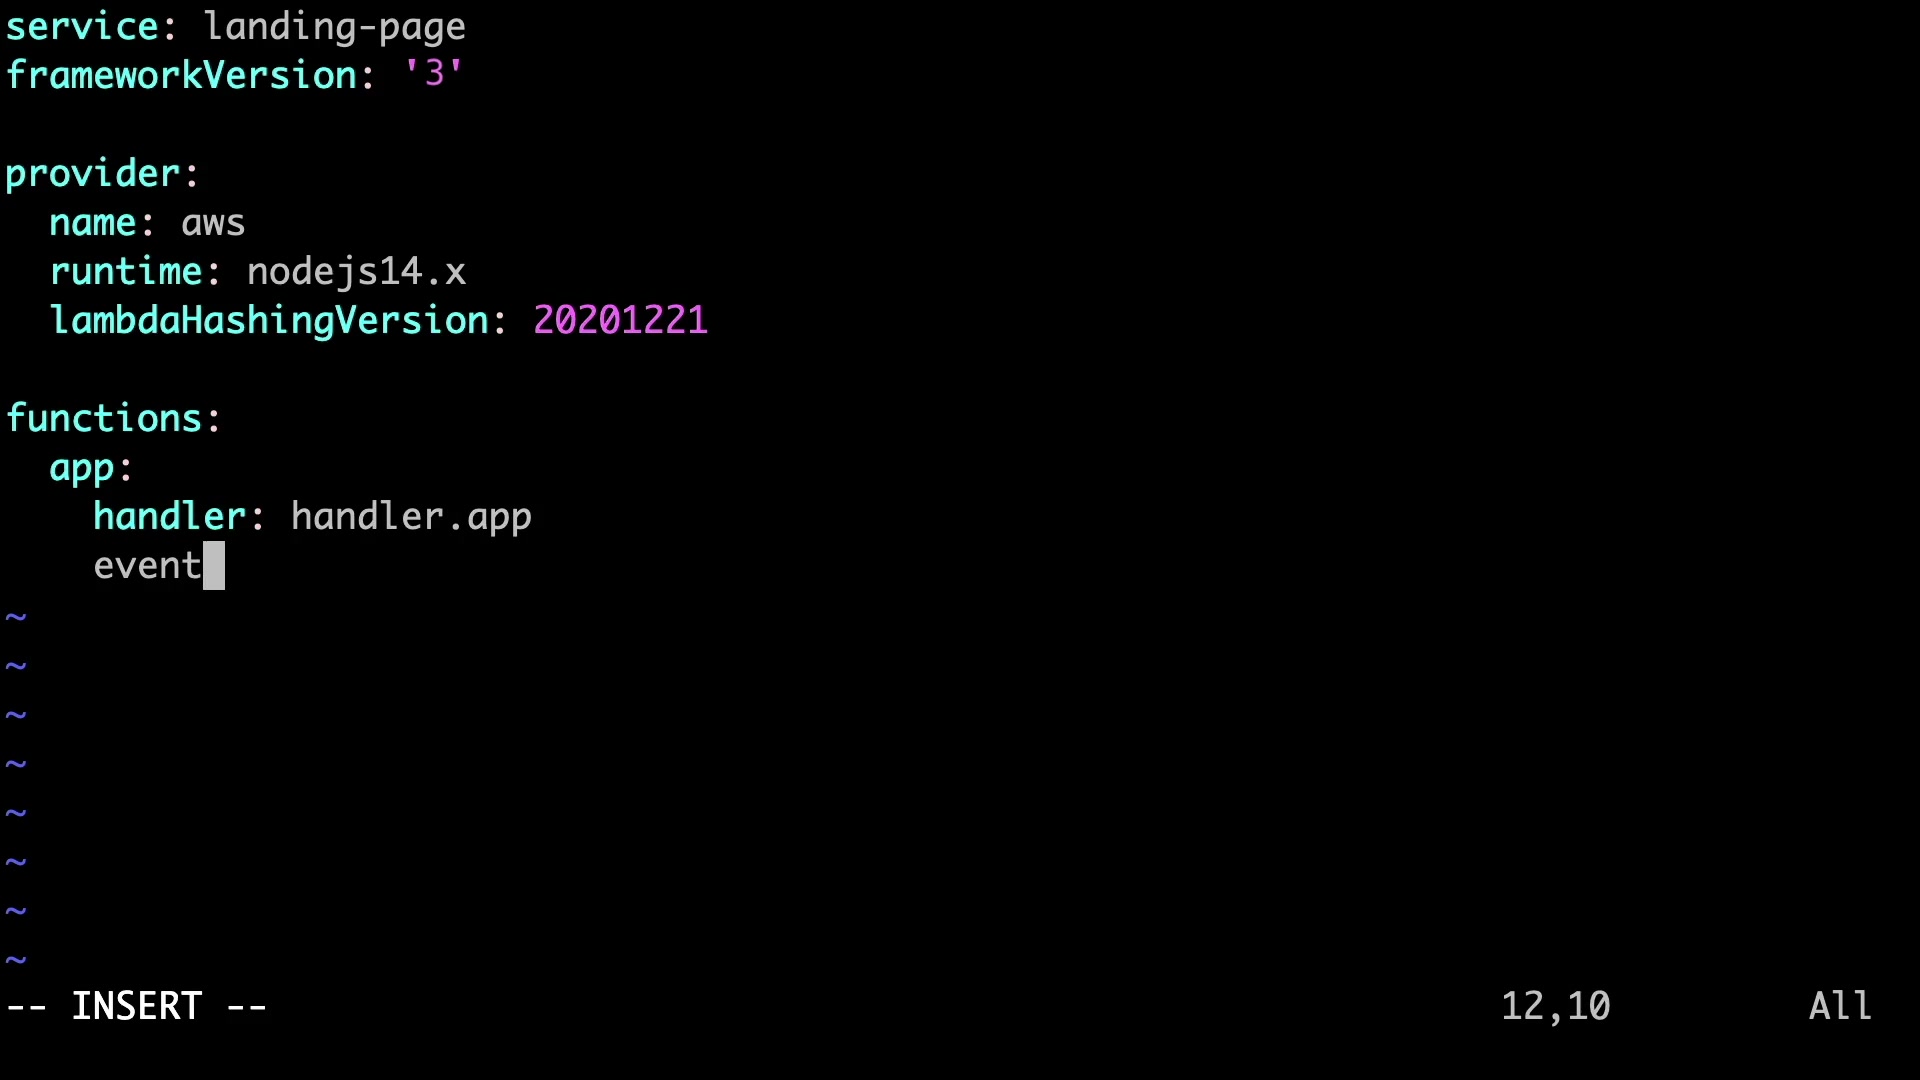 service: landing-page
frameworkVersion: '3'

provider:
  name: aws
  runtime: nodejs14.x
  lambdaHashingVersion: 20201221

functions:
  app:
    handler: handler.app
    event
~
~
~
~
~
~
~
~
-- INSERT -- 12,10 All